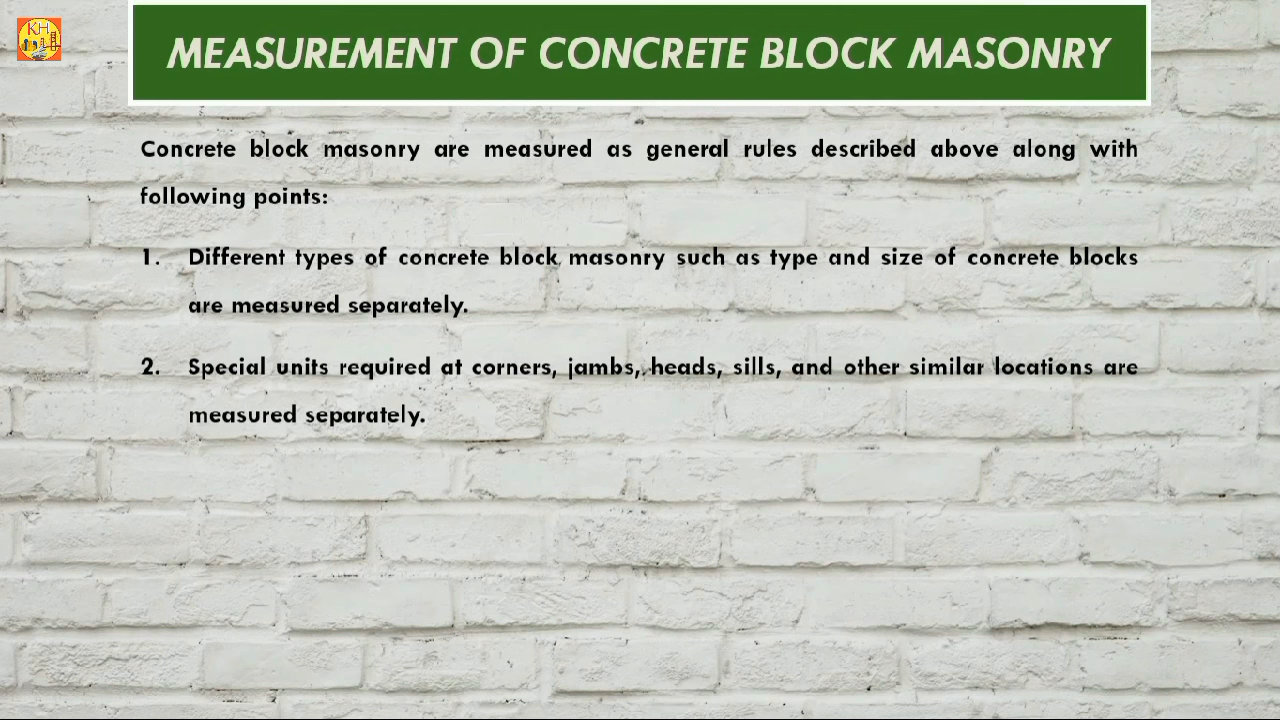 KH
MEASUREMENT OF CONCRETE BLOCK MASONRY
Concrete block masonry are measured as general rules described above along with
following points:
1. Different types of concrete block masonry such as type and size of concrete blocks
are measured separately.
2. Special units required at corners, jambs, heads, sills, and other similar locations are
measured separately.